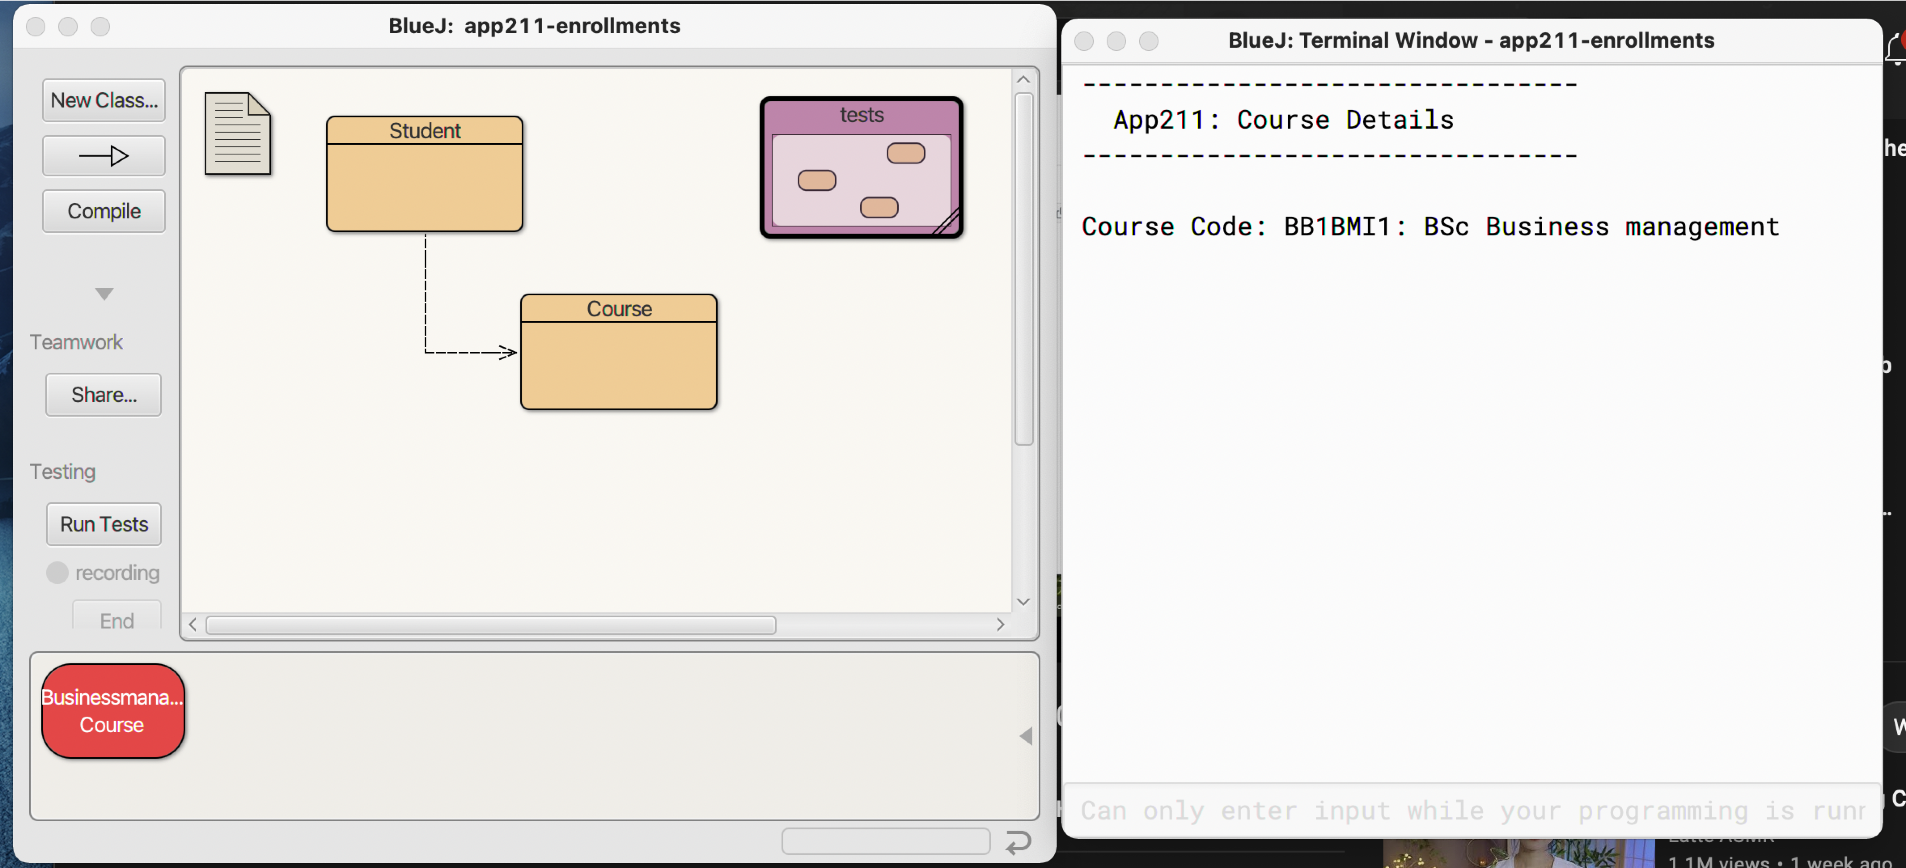 BlueJ: app211-enrollments
New Class...
Compile
Teamwork
Share...
Testing
Run Tests
recording
End
Student
tests
Course
Businessmana...
Course
BlueJ: Terminal Window - app211-enrollments
--------------------------------
App211: Course Details
--------------------------------
Course Code: BB1BMI1: BSc Business management
Can only enter input while your programming is runn
1.1M views • 1 week ago